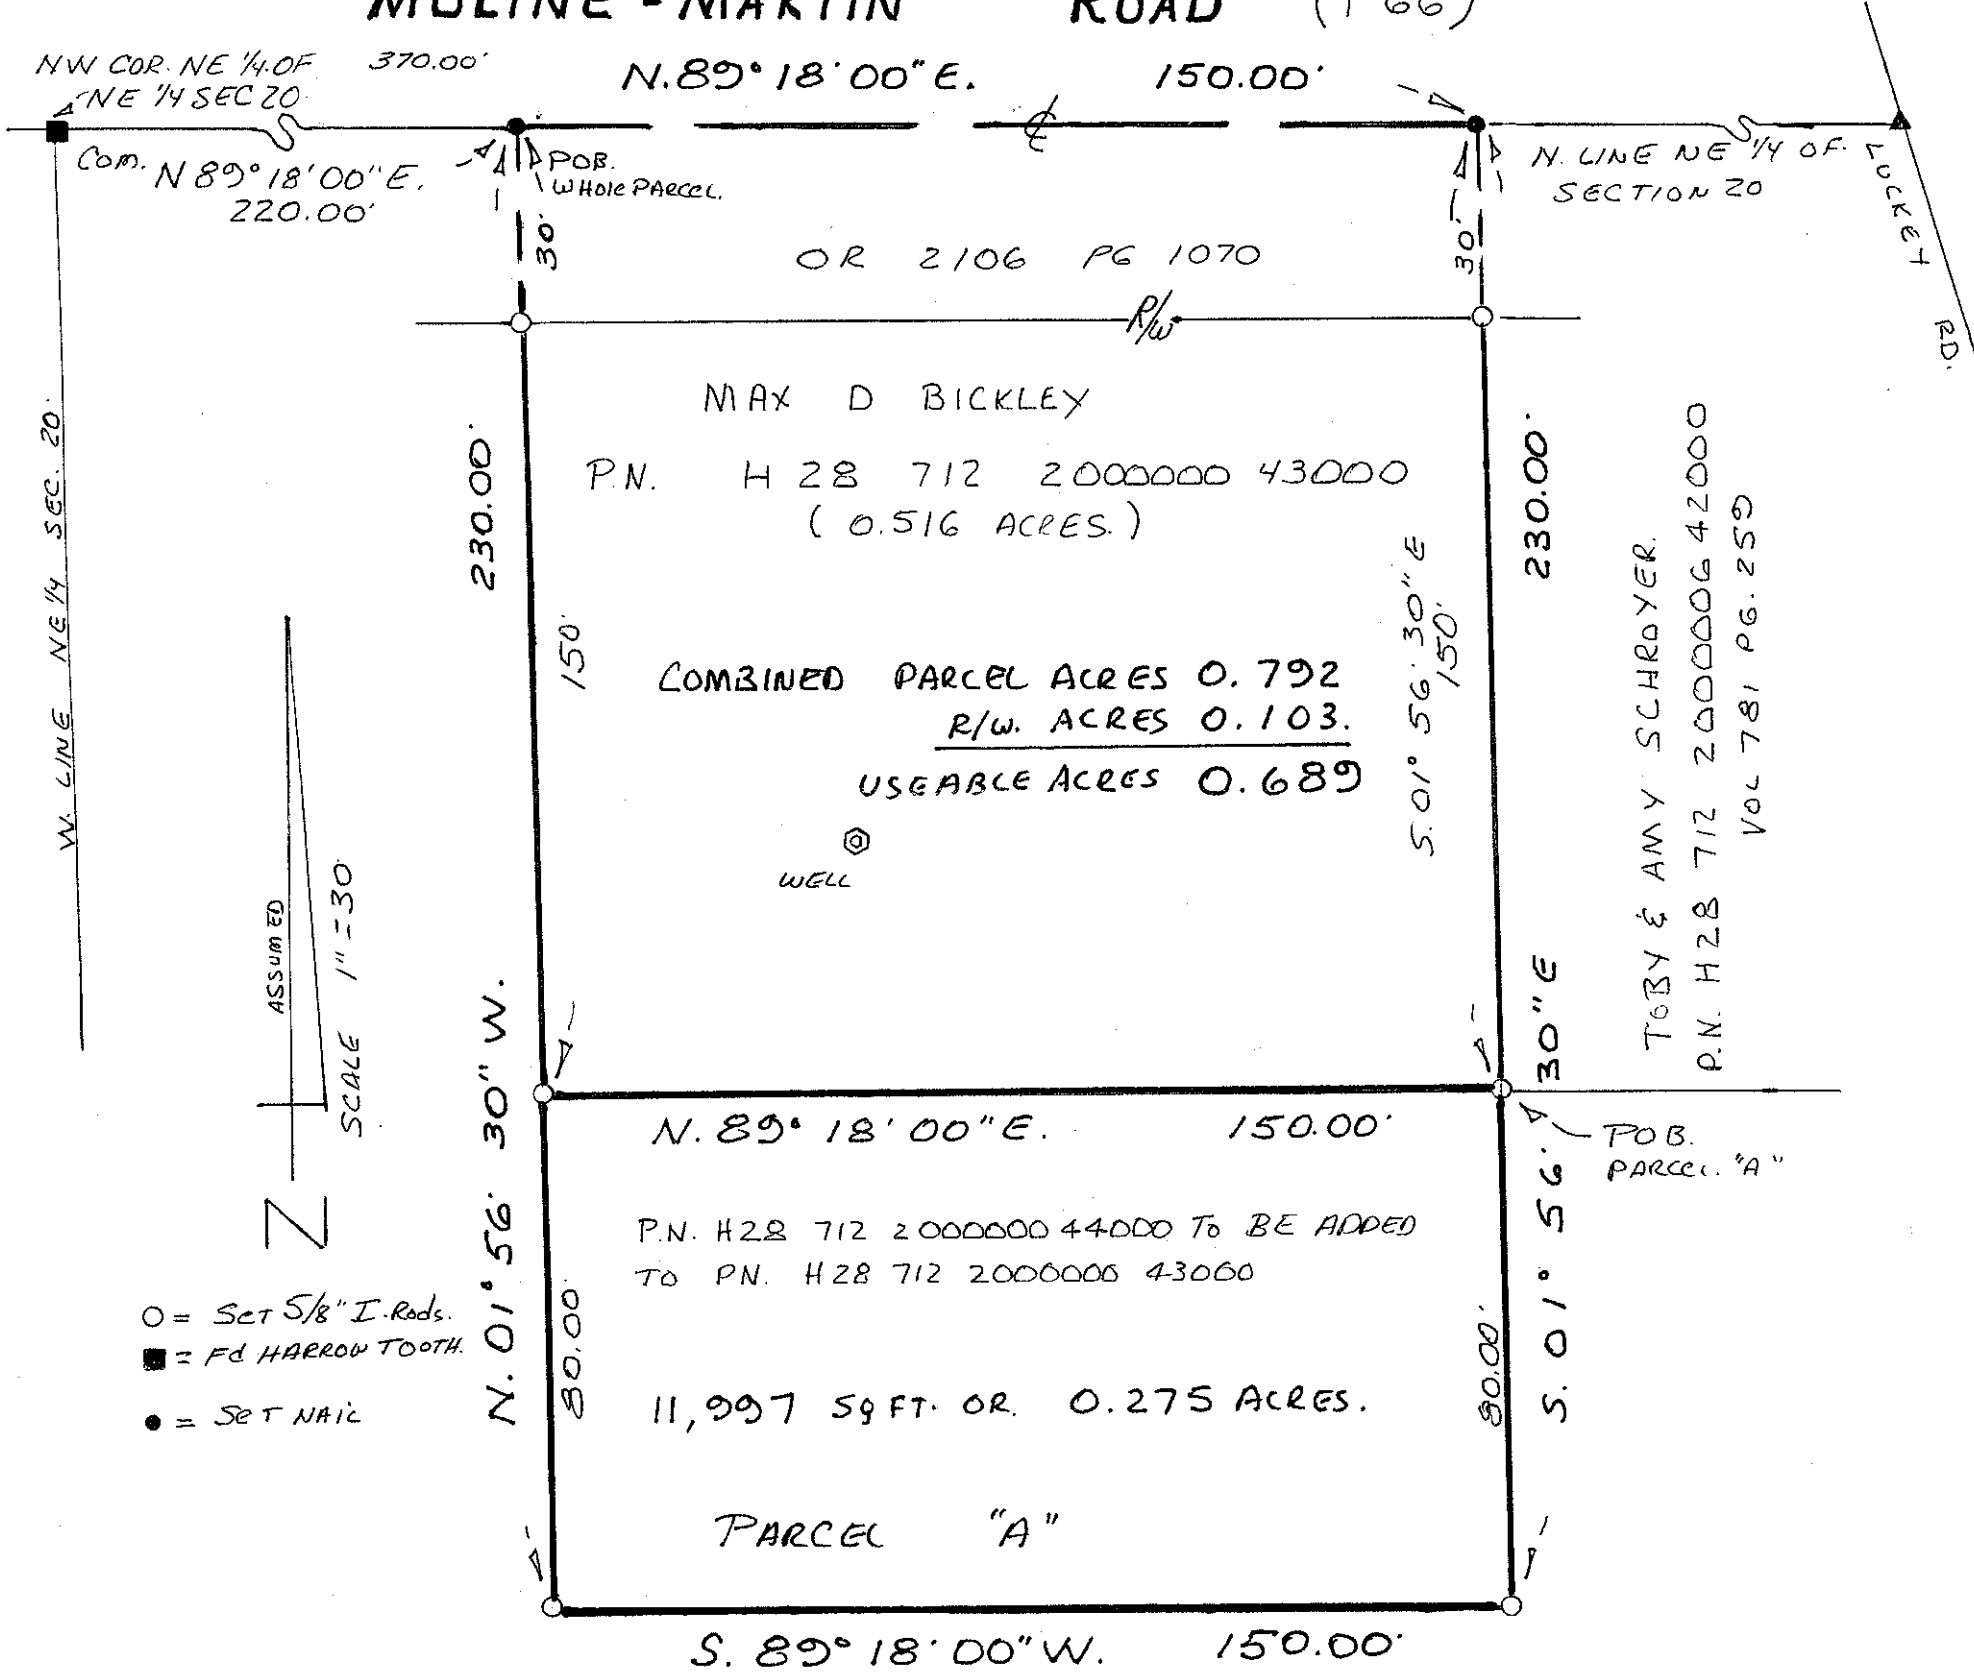 MOLINE - MARTIN ROAD (T 66)
NW COR. NE 1/4 OF 370.00'
NE 1/4 SEC 20
N.89° 18' 00" E. 150.00'
Com. N 89° 18' 00" E.
220.00'
POB.
WHOLE PARCEL.
N. LINE NE 1/4 OF.
SECTION 20
LUCKEY RD.
30'
30'
OR 2106 PG 1070
R/W
MAX D BICKLEY
P.N. H 28 712 2000000 43000
( 0.516 ACRES. )
W. LINE NE 1/4 SEC. 20.
230.00'
150'
230.00'
S. 01° 56' 30" E
150'
COMBINED PARCEL ACRES 0.792
R/W. ACRES 0.103.
USEABLE ACRES 0.689
WELL
TOBY & AMY SCHROYER.
P.N. H28 712 200000G 42000
VOL 781 PG. 259
ASSUMED
SCALE 1" = 30'
N
N. 01° 56' 30" W.
S. 01° 56' 30" E
N. 89° 18' 00" E. 150.00'
POB.
PARCEL. "A"
P.N. H28 712 2000000 44000 TO BE ADDED
TO PN. H28 712 2000000 43000
80.00'
80.00'
11,997 SQ FT. OR. 0.275 ACRES.
O = SET 5/8" I. Rods.
■ = Fd HARROW TOOTH.
● = SET NAIL
PARCEL "A"
S. 89° 18' 00" W. 150.00'